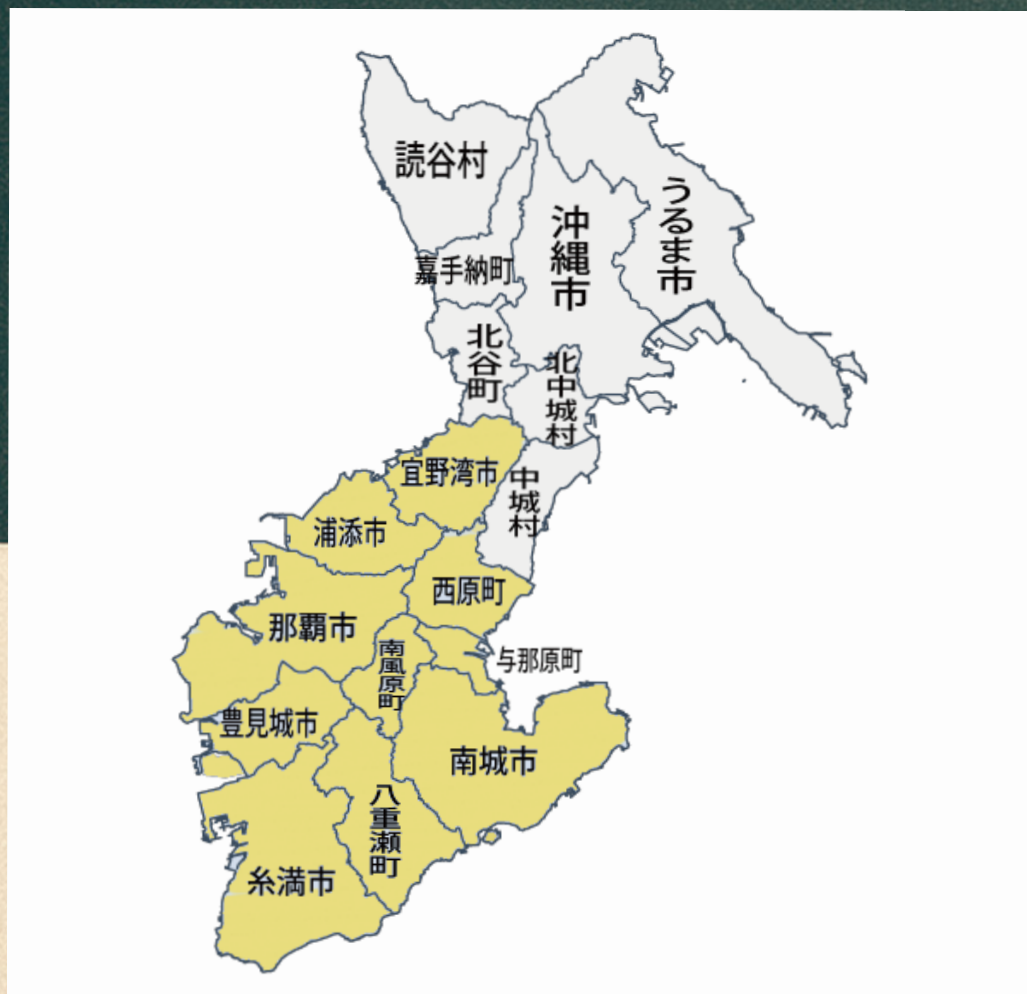 読谷村
うるま市
沖縄市
嘉手納町
北谷町
北中城村
宜野湾市
中城村
浦添市
西原町
那覇市
南風原町
与那原町
豊見城市
南城市
八重瀬町
糸満市